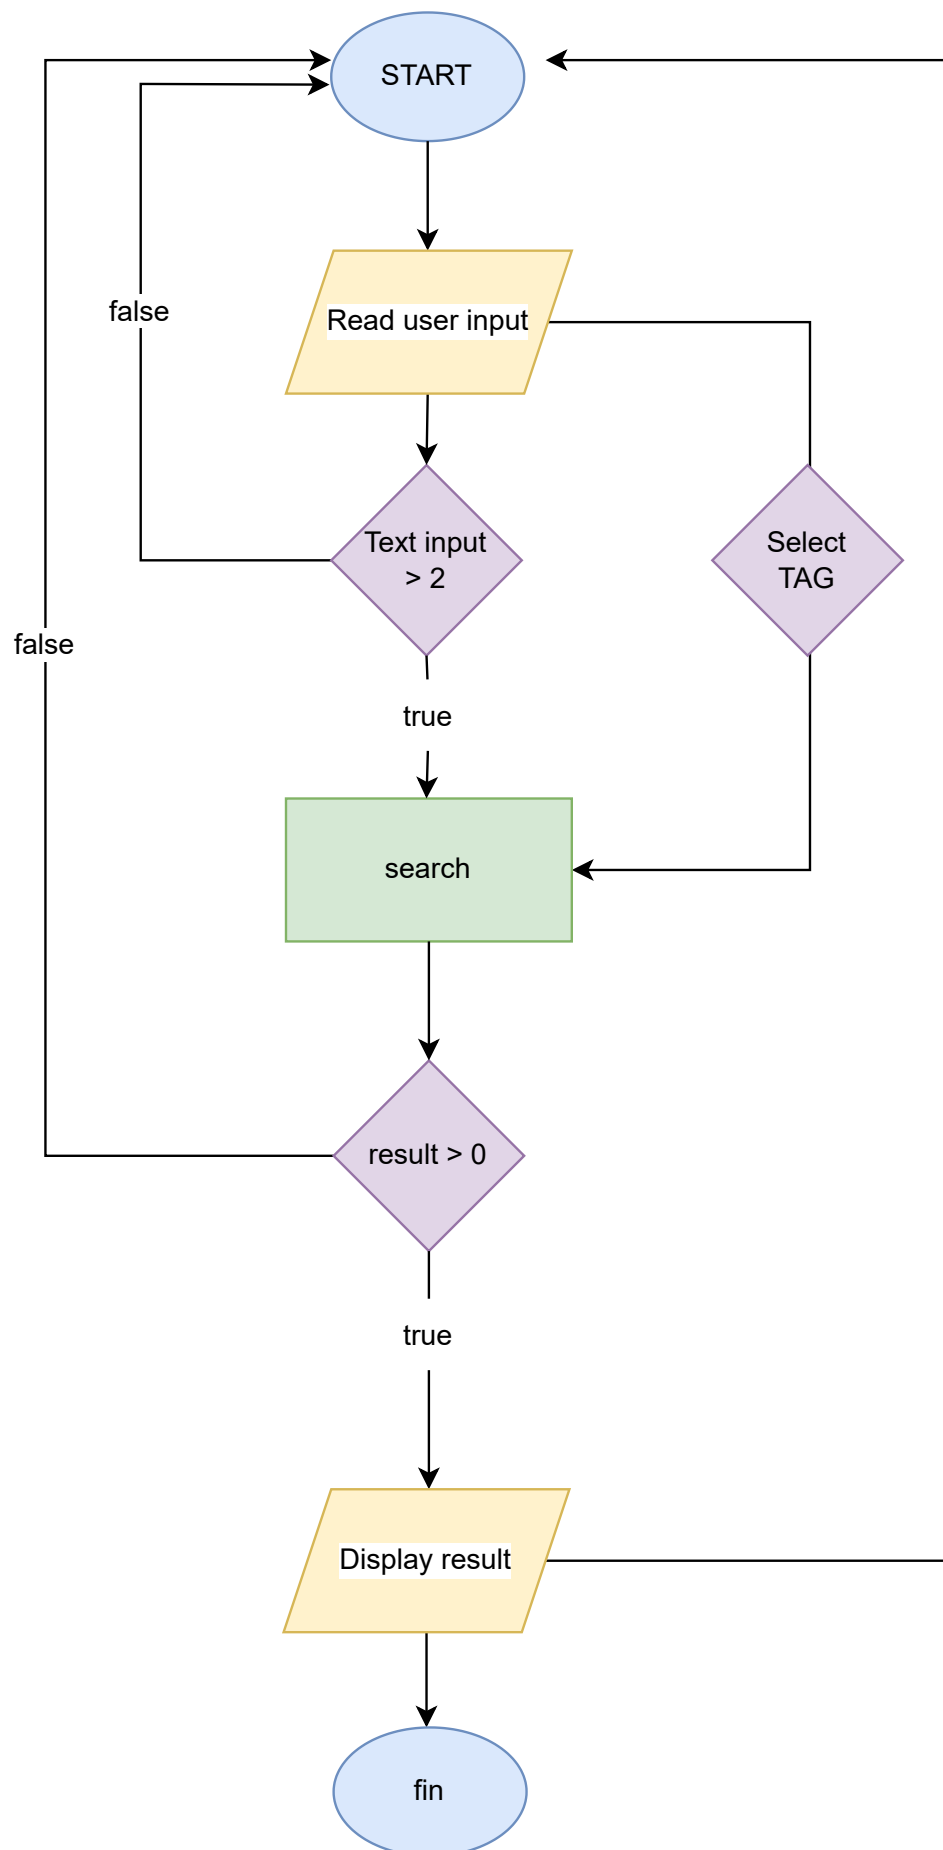 START
false
Read user input
Text input
> 2
Select
TAG
false
true
search
result > 0
true
Display result
fin